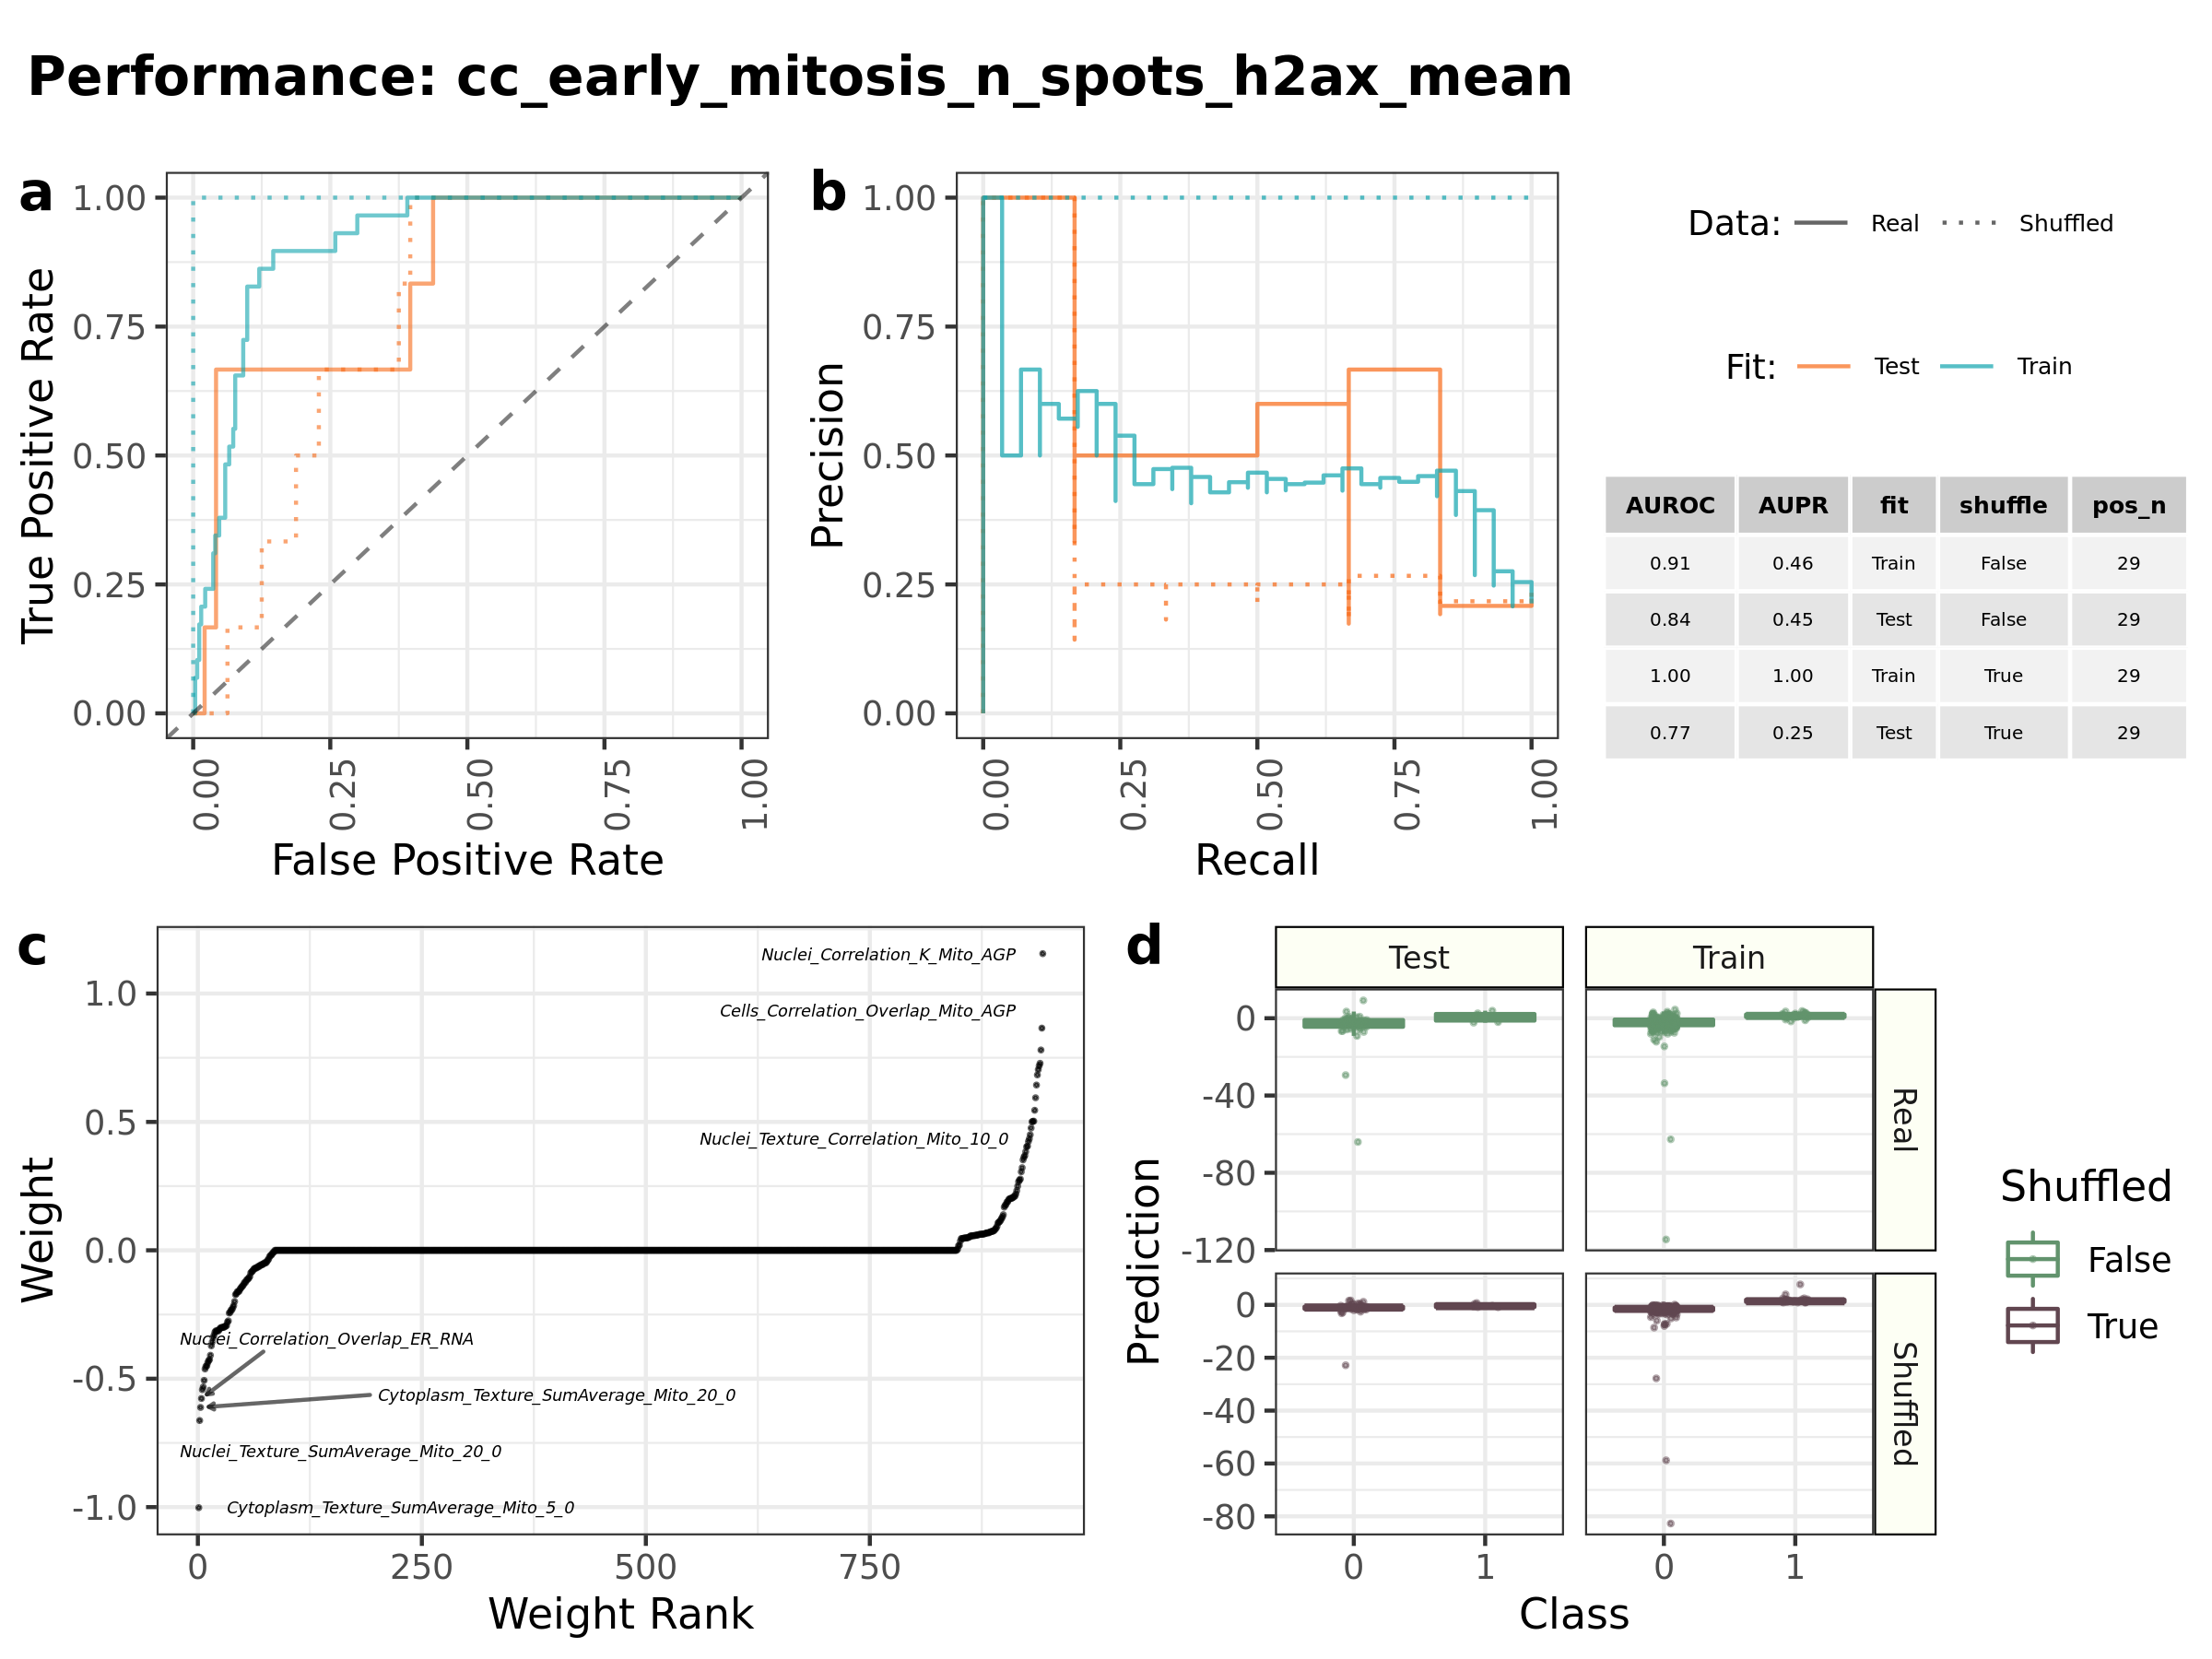 Performance: cc_early_mitosis_n_spots_h2ax_mean
a
1.00
0.75
0.50
0.25
0.00
True Positive Rate
0.00
0.25
0.50
0.75
1.00
False Positive Rate
b
1.00
0.75
0.50
0.25
0.00
Precision
0.00
0.25
0.50
0.75
1.00
Recall
Data: Real Shuffled
Fit: Test Train
AUROC AUPR fit shuffle pos_n
0.91 0.46 Train False 29
0.84 0.45 Test False 29
1.00 1.00 Train True 29
0.77 0.25 Test True 29
c
1.0
0.5
0.0
-0.5
-1.0
Weight
Nuclei_Correlation_K_Mito_AGP
Cells_Correlation_Overlap_Mito_AGP
Nuclei_Texture_Correlation_Mito_10_0
Nuclei_Correlation_Overlap_ER_RNA
Cytoplasm_Texture_SumAverage_Mito_20_0
Nuclei_Texture_SumAverage_Mito_20_0
Cytoplasm_Texture_SumAverage_Mito_5_0
0 250 500 750
Weight Rank
d
Test Train
0
-40
-80
-120
Real
0
-20
-40
-60
-80
Shuffled
Prediction
0 1 0 1
Class
Shuffled
False
True